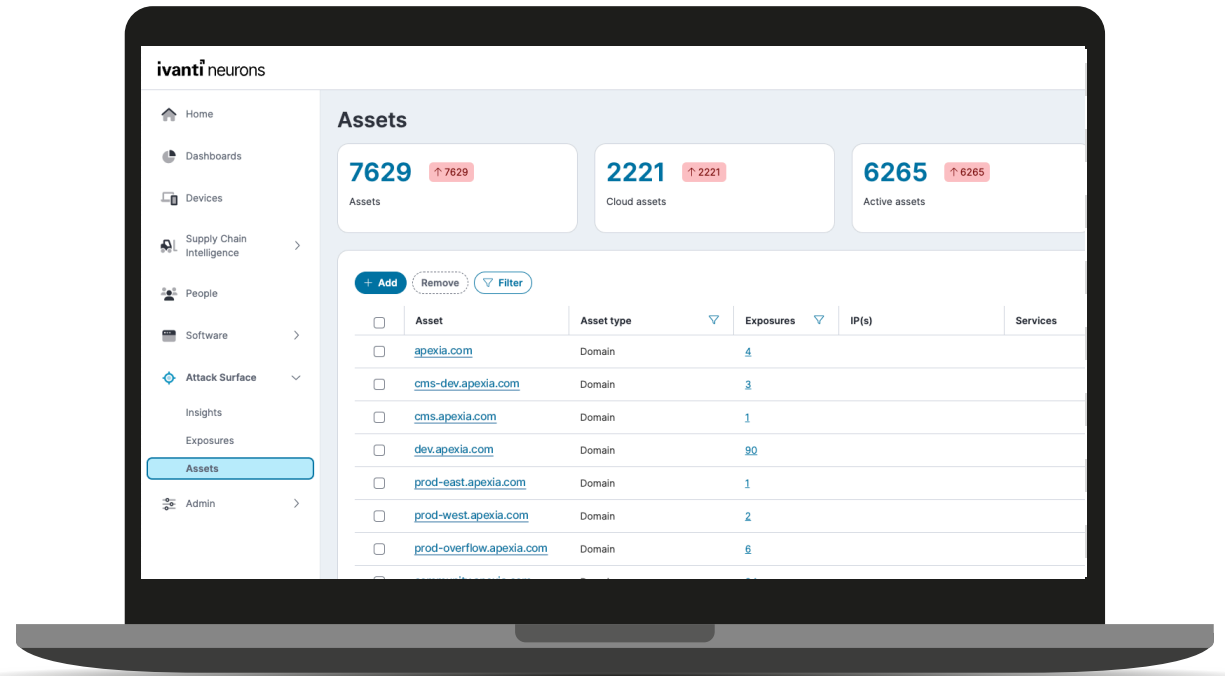 ivanti neurons
Home
Dashboards
Devices
Supply Chain
Intelligence
People
Software
Attack Surface
Insights
Exposures
Assets
Admin
Assets
7629 ↑ 7629
Assets
2221 ↑ 2221
Cloud assets
6265 ↑ 6265
Active assets
+ Add Remove Filter
Asset Asset type Exposures IP(s) Services
apexia.com Domain 4
cms-dev.apexia.com Domain 3
cms.apexia.com Domain 1
dev.apexia.com Domain 90
prod-east.apexia.com Domain 1
prod-west.apexia.com Domain 2
prod-overflow.apexia.com Domain 6